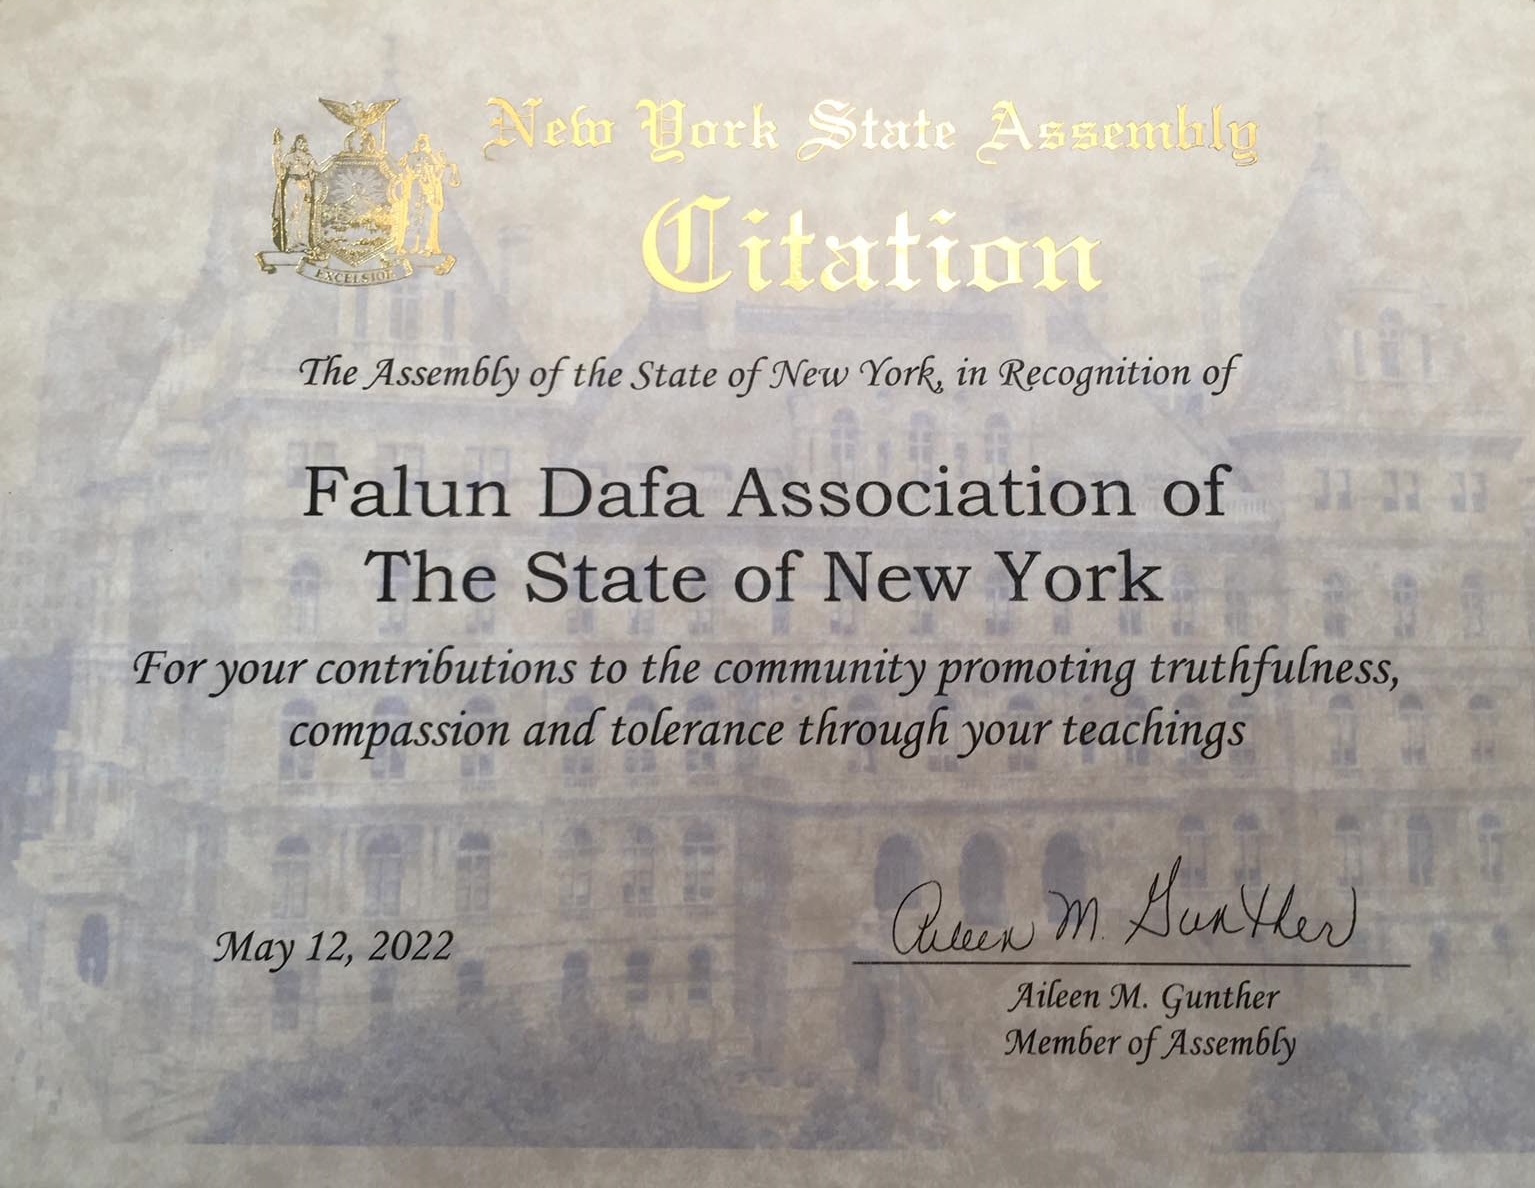 New York State Assembly
Citation
EXCELSIOR
The Assembly of the State of New York, in Recognition of
Falun Dafa Association of
The State of New York
For your contributions to the community promoting truthfulness,
compassion and tolerance through your teachings
May 12, 2022
Aileen M. Gunther
Aileen M. Gunther
Member of Assembly